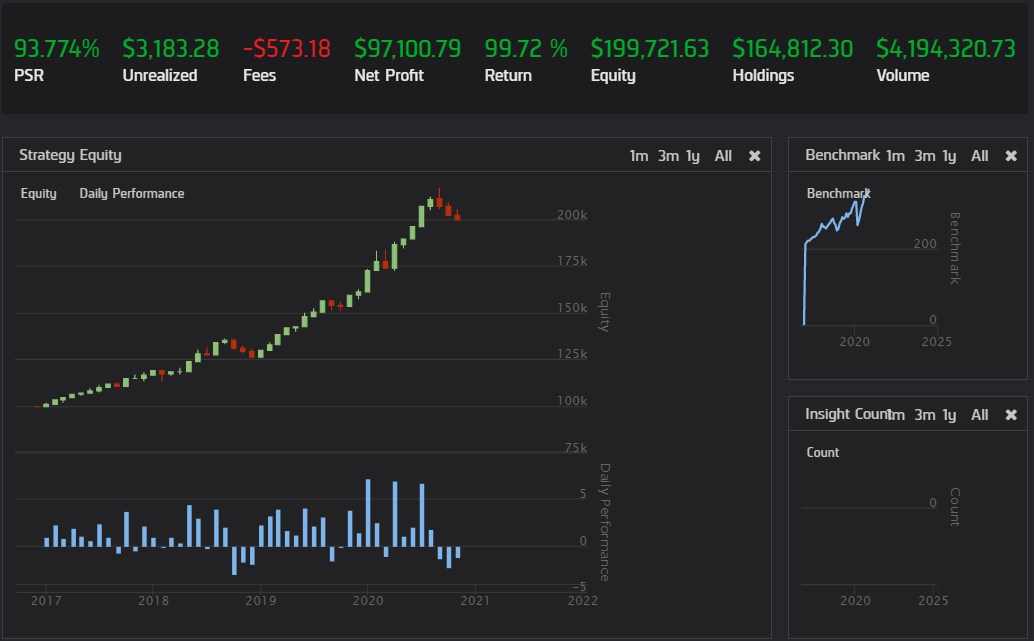 93.774% $3,183.28 -$573.18 $97,100.79 99.72 % $199,721.63 $164,812.30 $4,194,320.73
PSR Unrealized Fees Net Profit Return Equity Holdings Volume
Strategy Equity 1m 3m 1y All ✖
Equity Daily Performance
200k
175k
150k
125k
100k
75k
Equity
5
0
-5
Daily Performance
2017 2018 2019 2020 2021 2022
Benchmark 1m 3m 1y All ✖
Benchmark
200
0
Benchmark
2020 2025
Insight Count 1m 3m 1y All ✖
Count
0
Count
2020 2025